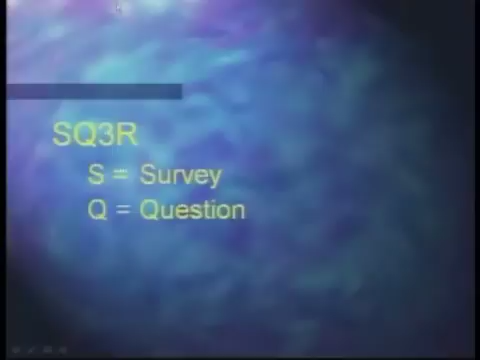 SQ3R
S = Survey
Q = Question